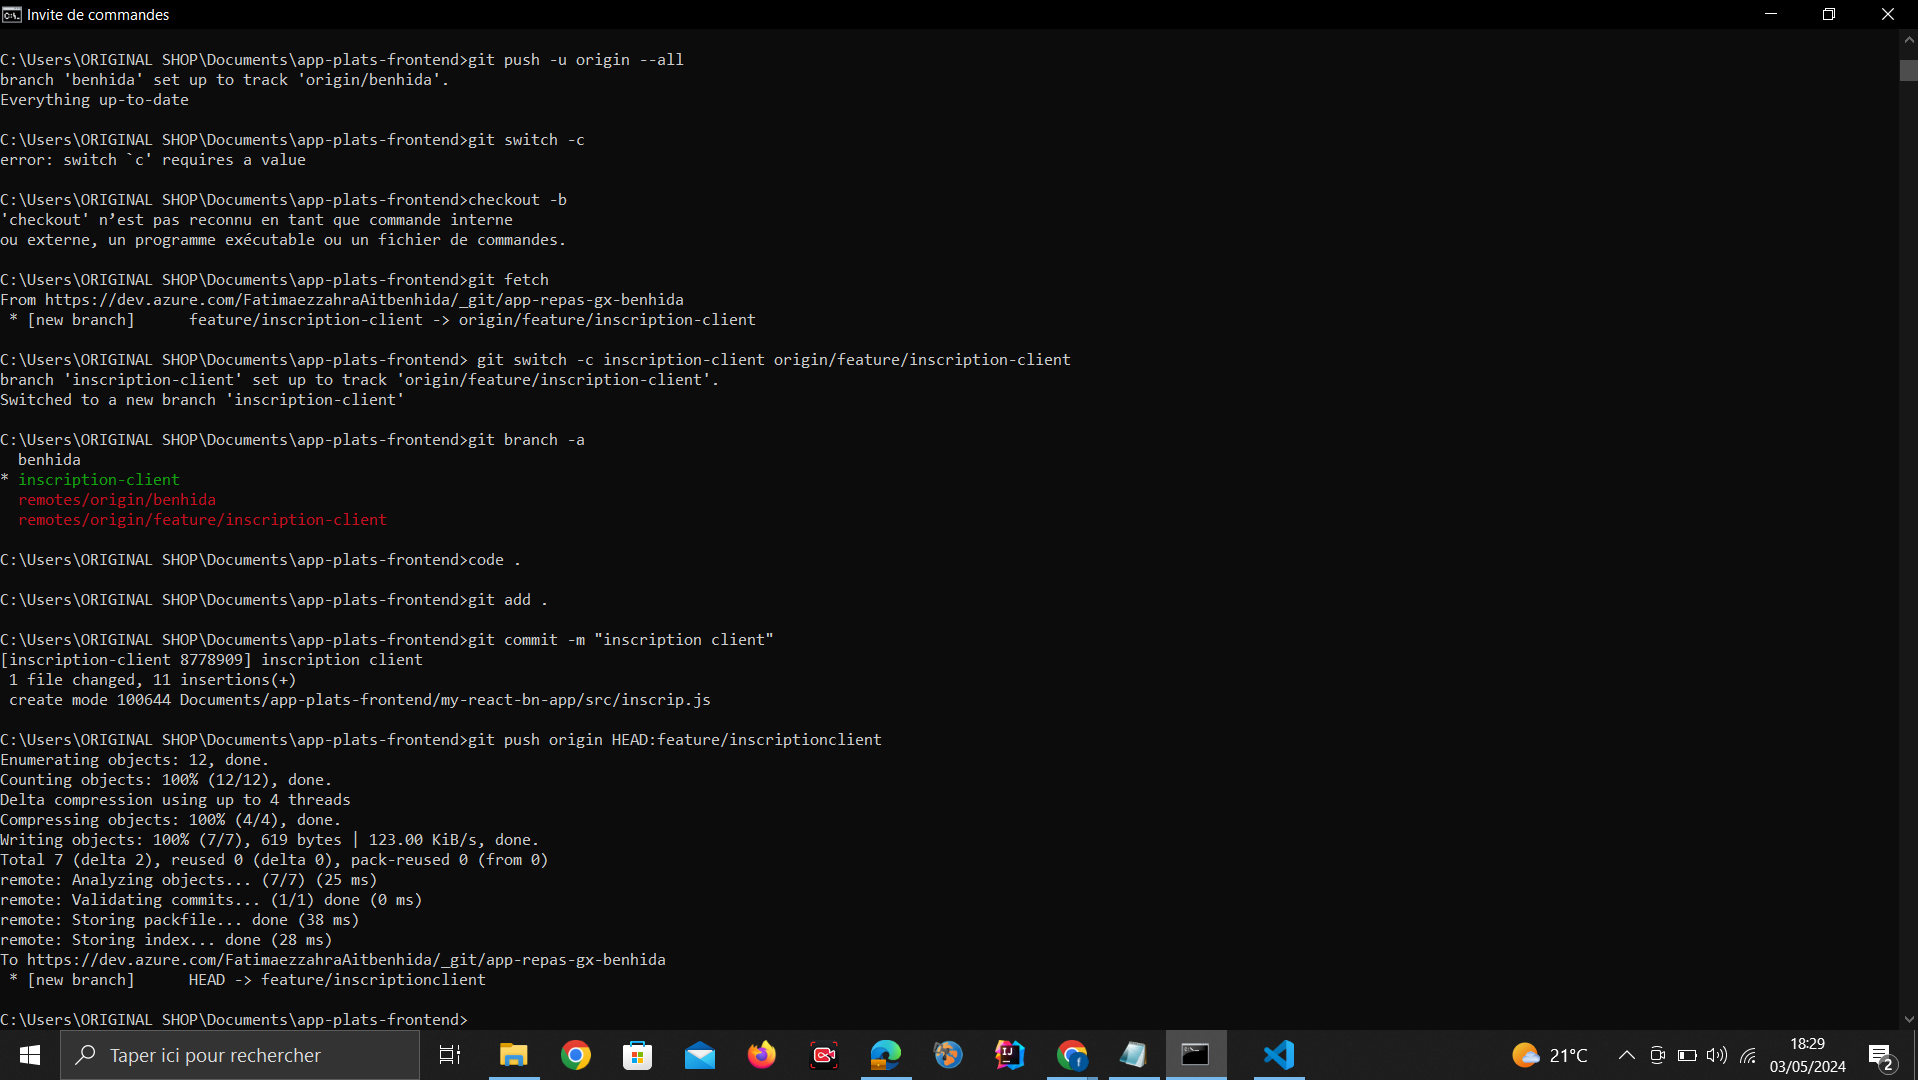 Invite de commandes
C:\Users\ORIGINAL SHOP\Documents\app-plats-frontend>git push -u origin --all
branch 'benhida' set up to track 'origin/benhida'.
Everything up-to-date
C:\Users\ORIGINAL SHOP\Documents\app-plats-frontend>git switch -c
error: switch `c' requires a value
C:\Users\ORIGINAL SHOP\Documents\app-plats-frontend>checkout -b
'checkout' n’est pas reconnu en tant que commande interne
ou externe, un programme exécutable ou un fichier de commandes.
C:\Users\ORIGINAL SHOP\Documents\app-plats-frontend>git fetch
From https://dev.azure.com/FatimaezzahraAitbenhida/_git/app-repas-gx-benhida
 * [new branch]      feature/inscription-client -> origin/feature/inscription-client
C:\Users\ORIGINAL SHOP\Documents\app-plats-frontend> git switch -c inscription-client origin/feature/inscription-client
branch 'inscription-client' set up to track 'origin/feature/inscription-client'.
Switched to a new branch 'inscription-client'
C:\Users\ORIGINAL SHOP\Documents\app-plats-frontend>git branch -a
  benhida
* inscription-client
  remotes/origin/benhida
  remotes/origin/feature/inscription-client
C:\Users\ORIGINAL SHOP\Documents\app-plats-frontend>code .
C:\Users\ORIGINAL SHOP\Documents\app-plats-frontend>git add .
C:\Users\ORIGINAL SHOP\Documents\app-plats-frontend>git commit -m "inscription client"
[inscription-client 8778909] inscription client
 1 file changed, 11 insertions(+)
 create mode 100644 Documents/app-plats-frontend/my-react-bn-app/src/inscrip.js
C:\Users\ORIGINAL SHOP\Documents\app-plats-frontend>git push origin HEAD:feature/inscriptionclient
Enumerating objects: 12, done.
Counting objects: 100% (12/12), done.
Delta compression using up to 4 threads
Compressing objects: 100% (4/4), done.
Writing objects: 100% (7/7), 619 bytes | 123.00 KiB/s, done.
Total 7 (delta 2), reused 0 (delta 0), pack-reused 0 (from 0)
remote: Analyzing objects... (7/7) (25 ms)
remote: Validating commits... (1/1) done (0 ms)
remote: Storing packfile... done (38 ms)
remote: Storing index... done (28 ms)
To https://dev.azure.com/FatimaezzahraAitbenhida/_git/app-repas-gx-benhida
 * [new branch]      HEAD -> feature/inscriptionclient
C:\Users\ORIGINAL SHOP\Documents\app-plats-frontend>
Taper ici pour rechercher
21°C
18:29
03/05/2024
2